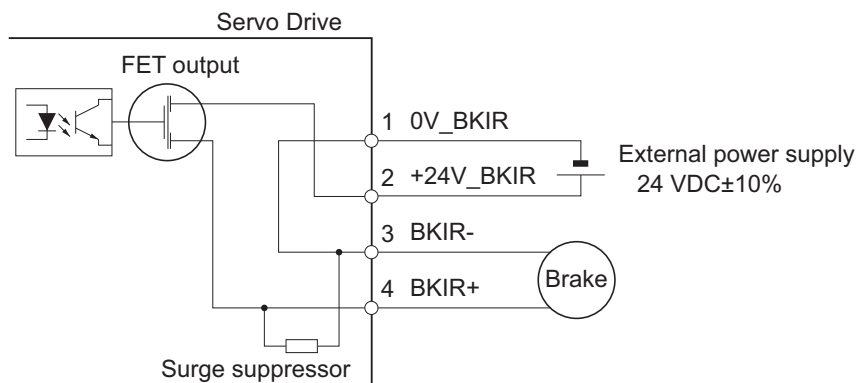 Servo Drive
FET output
1 0V_BKIR
2 +24V_BKIR
External power supply
24 VDC±10%
3 BKIR-
4 BKIR+
Brake
Surge suppressor